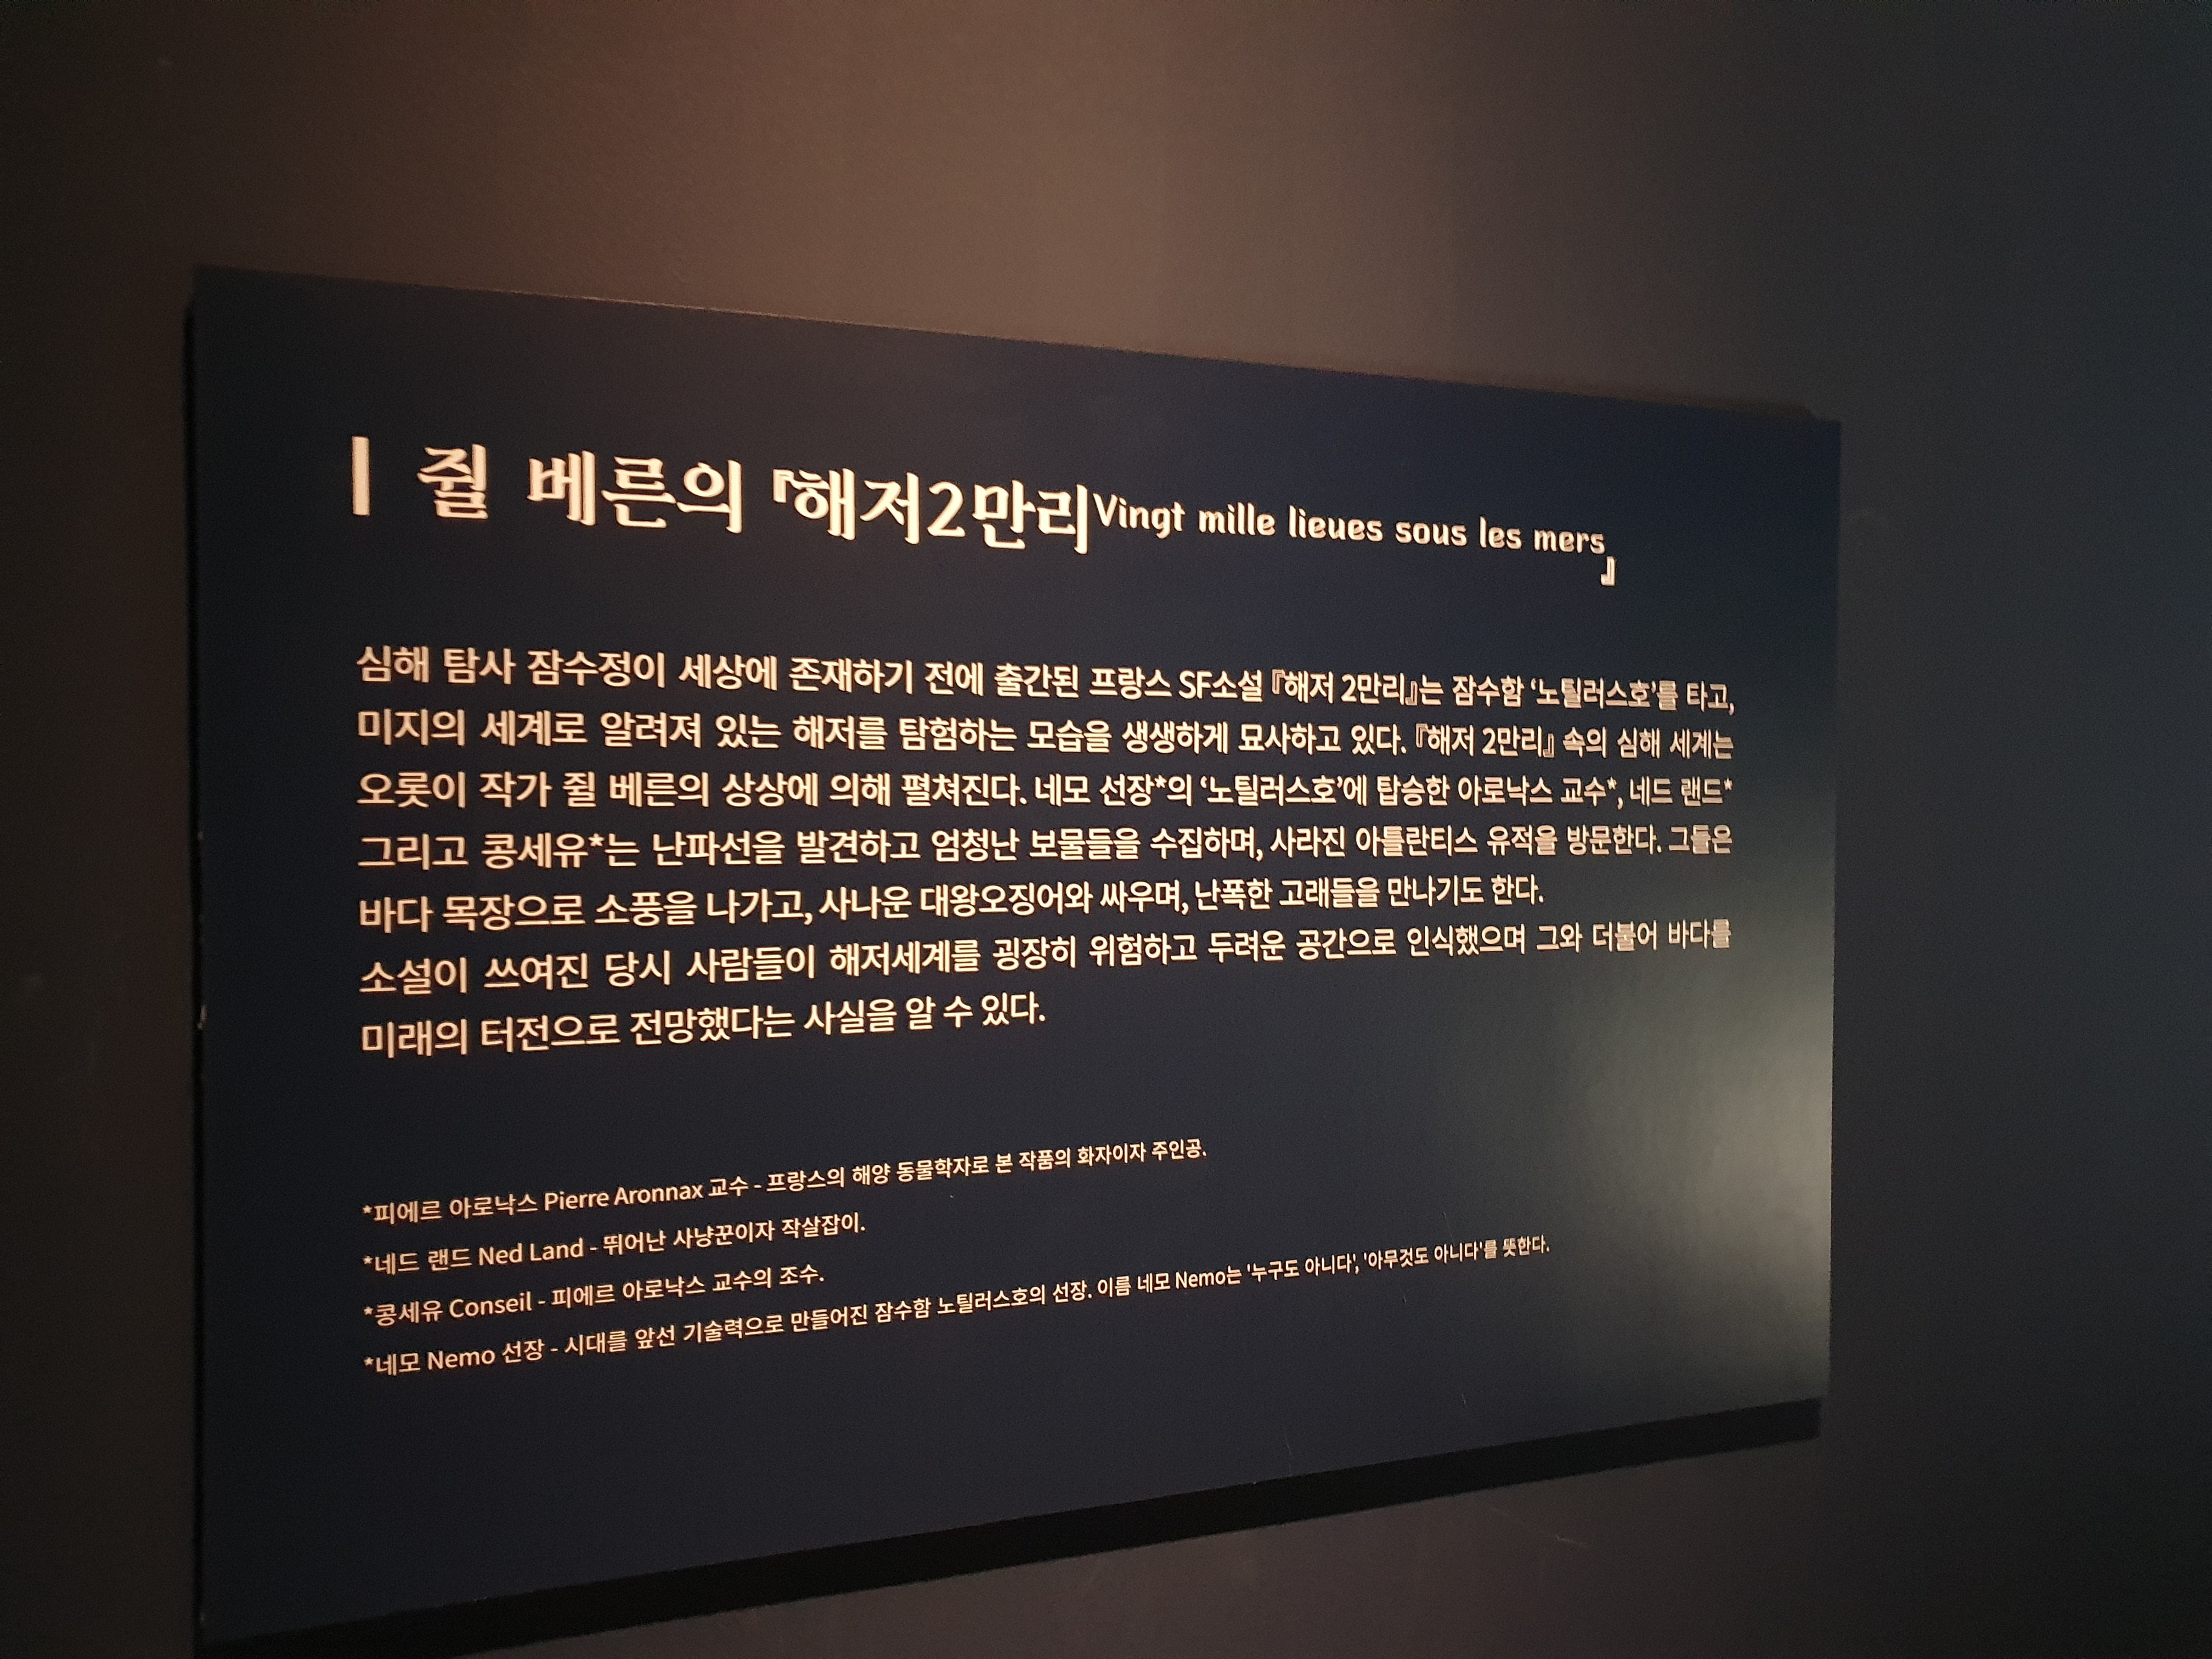 쥘 베른의 『해저2만리Vingt mille lieues sous les mers』
심해 탐사 잠수정이 세상에 존재하기 전에 출간된 프랑스 SF소설 『해저 2만리』는 잠수함 ‘노틸러스호’를 타고,
미지의 세계로 알려져 있는 해저를 탐험하는 모습을 생생하게 묘사하고 있다. 『해저 2만리』 속의 심해 세계는
오롯이 작가 쥘 베른의 상상에 의해 펼쳐진다. 네모 선장*의 ‘노틸러스호’에 탑승한 아로낙스 교수*, 네드 랜드*
그리고 콩세유*는 난파선을 발견하고 엄청난 보물들을 수집하며, 사라진 아틀란티스 유적을 방문한다. 그들은
바다 목장으로 소풍을 나가고, 사나운 대왕오징어와 싸우며, 난폭한 고래들을 만나기도 한다.
소설이 쓰여진 당시 사람들이 해저세계를 굉장히 위험하고 두려운 공간으로 인식했으며 그와 더불어 바다를
미래의 터전으로 전망했다는 사실을 알 수 있다.
*피에르 아로낙스 Pierre Aronnax 교수 - 프랑스의 해양 동물학자로 본 작품의 화자이자 주인공.
*네드 랜드 Ned Land - 뛰어난 사냥꾼이자 작살잡이.
*콩세유 Conseil - 피에르 아로낙스 교수의 조수.
*네모 Nemo 선장 - 시대를 앞선 기술력으로 만들어진 잠수함 노틸러스호의 선장. 이름 네모 Nemo는 '누구도 아니다', '아무것도 아니다'를 뜻한다.